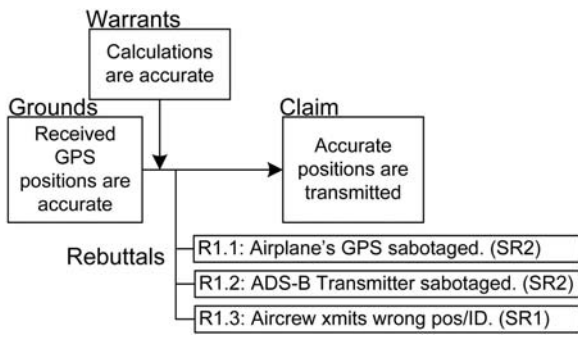 Warrants
Calculations
are accurate
Grounds
Received
GPS
positions are
accurate
Claim
Accurate
positions are
transmitted
Rebuttals
R1.1: Airplane's GPS sabotaged. (SR2)
R1.2: ADS-B Transmitter sabotaged. (SR2)
R1.3: Aircrew xmits wrong pos/ID. (SR1)